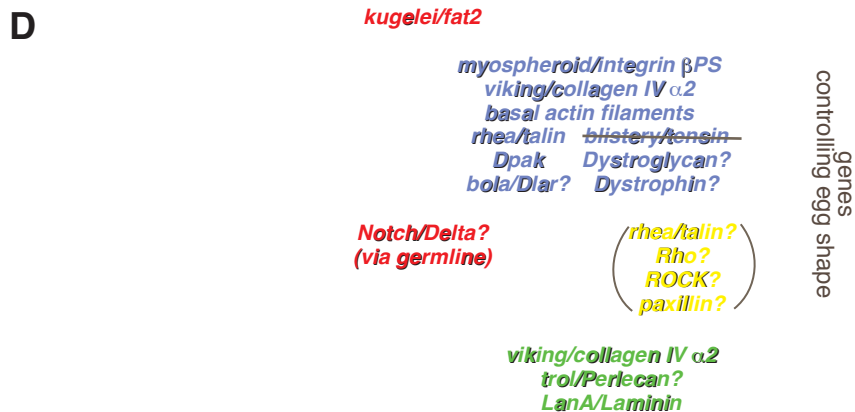 D
kugelei/fat2
myospheroid/integrin βPS
viking/collagen IV α2
basal actin filaments
rhea/talin blistery/tensin
Dpak Dystroglycan?
bola/Dlar? Dystrophin?
genes
controlling egg shape
Notch/Delta?
(via germline)
(rhea/talin?
Rho?
ROCK?
paxillin?)
viking/collagen IV α2
trol/Perlecan?
LanA/Laminin